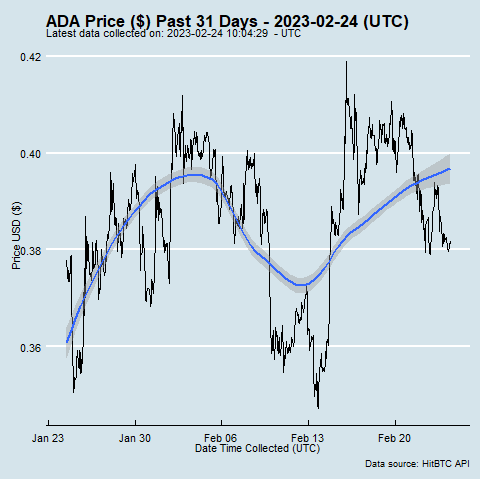 ADA Price ($) Past 31 Days - 2023-02-24 (UTC)
Latest data collected on: 2023-02-24 10:04:29 - UTC
0.42
0.40
0.38
0.36
Price USD ($)
Jan 23 Jan 30 Feb 06 Feb 13 Feb 20
Date Time Collected (UTC)
Data source: HitBTC API